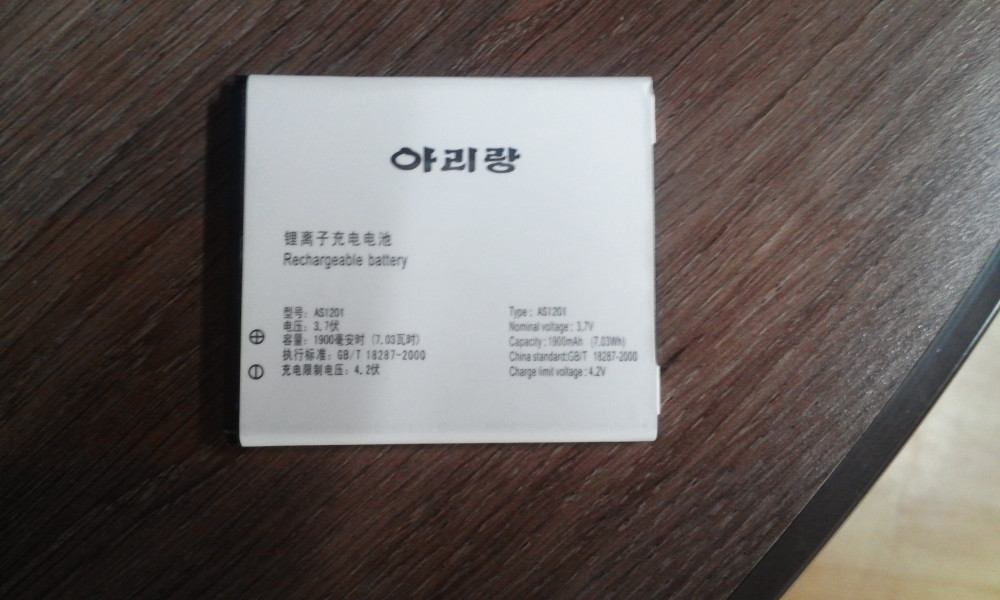 아리랑
锂离子充电电池
Rechargeable battery
型号: AS1201
电压: 3.7伏
容量: 1900毫安时 (7.03瓦时)
执行标准: GB/T 18287-2000
充电限制电压: 4.2伏
Type : AS1201
Nominal voltage : 3.7V
Capacity : 1900mAh (7.03Wh)
China standard:GB/T 18287-2000
Charge limit voltage : 4.2V